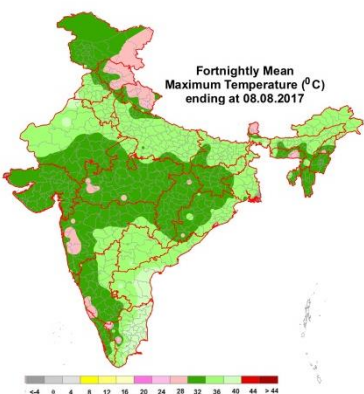 Fortnightly Mean
Maximum Temperature (⁰C)
ending at 08.08.2017
<-4 0 4 8 12 16 20 24 28 32 36 40 44 > 44